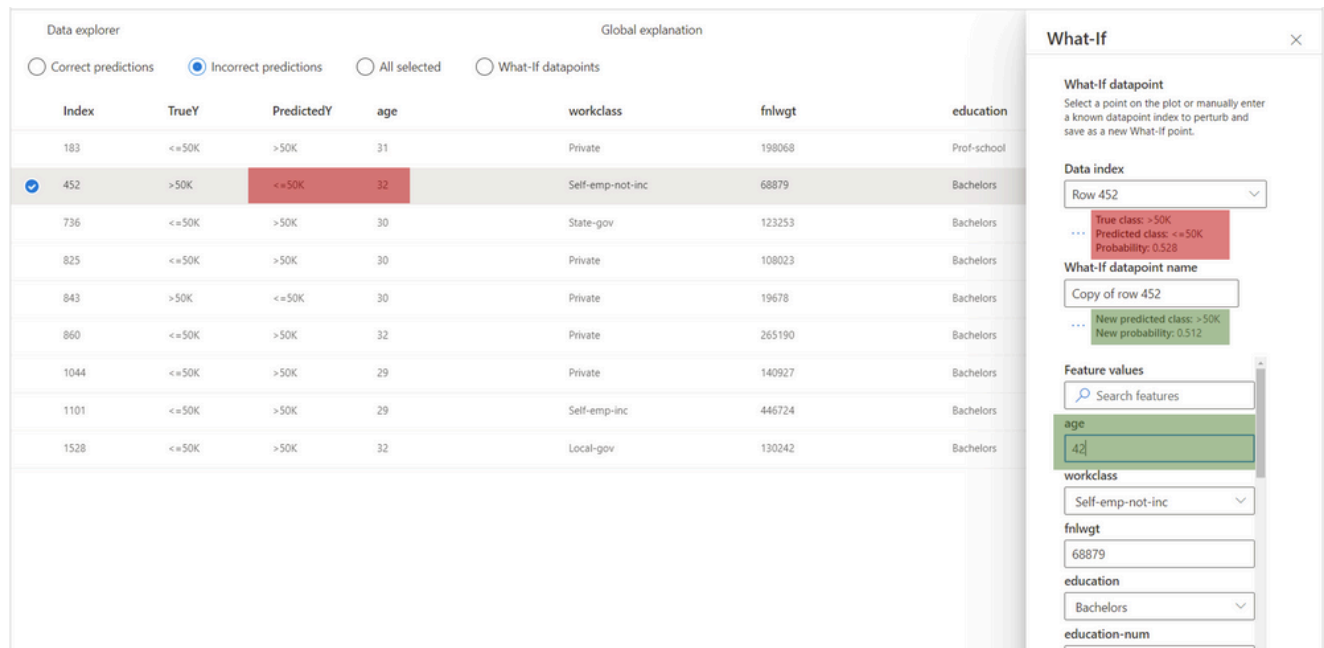 Data explorer
Global explanation
Correct predictions Incorrect predictions All selected What-If datapoints
Index TrueY PredictedY age workclass fnlwgt education
183 <=50K >50K 31 Private 198068 Prof-school
452 >50K <=50K 32 Self-emp-not-inc 68879 Bachelors
736 <=50K >50K 30 State-gov 123253 Bachelors
825 <=50K >50K 30 Private 108023 Bachelors
843 >50K <=50K 30 Private 19678 Bachelors
860 <=50K >50K 32 Private 265190 Bachelors
1044 <=50K >50K 29 Private 140927 Bachelors
1101 <=50K >50K 29 Self-emp-inc 446724 Bachelors
1528 <=50K >50K 32 Local-gov 130242 Bachelors
What-If
What-If datapoint
Select a point on the plot or manually enter
a known datapoint index to perturb and
save as a new What-If point.
Data index
Row 452
True class: >50K
Predicted class: <=50K
Probability: 0.528
What-If datapoint name
Copy of row 452
New predicted class: >50K
New probability: 0.512
Feature values
Search features
age
42
workclass
Self-emp-not-inc
fnlwgt
68879
education
Bachelors
education-num